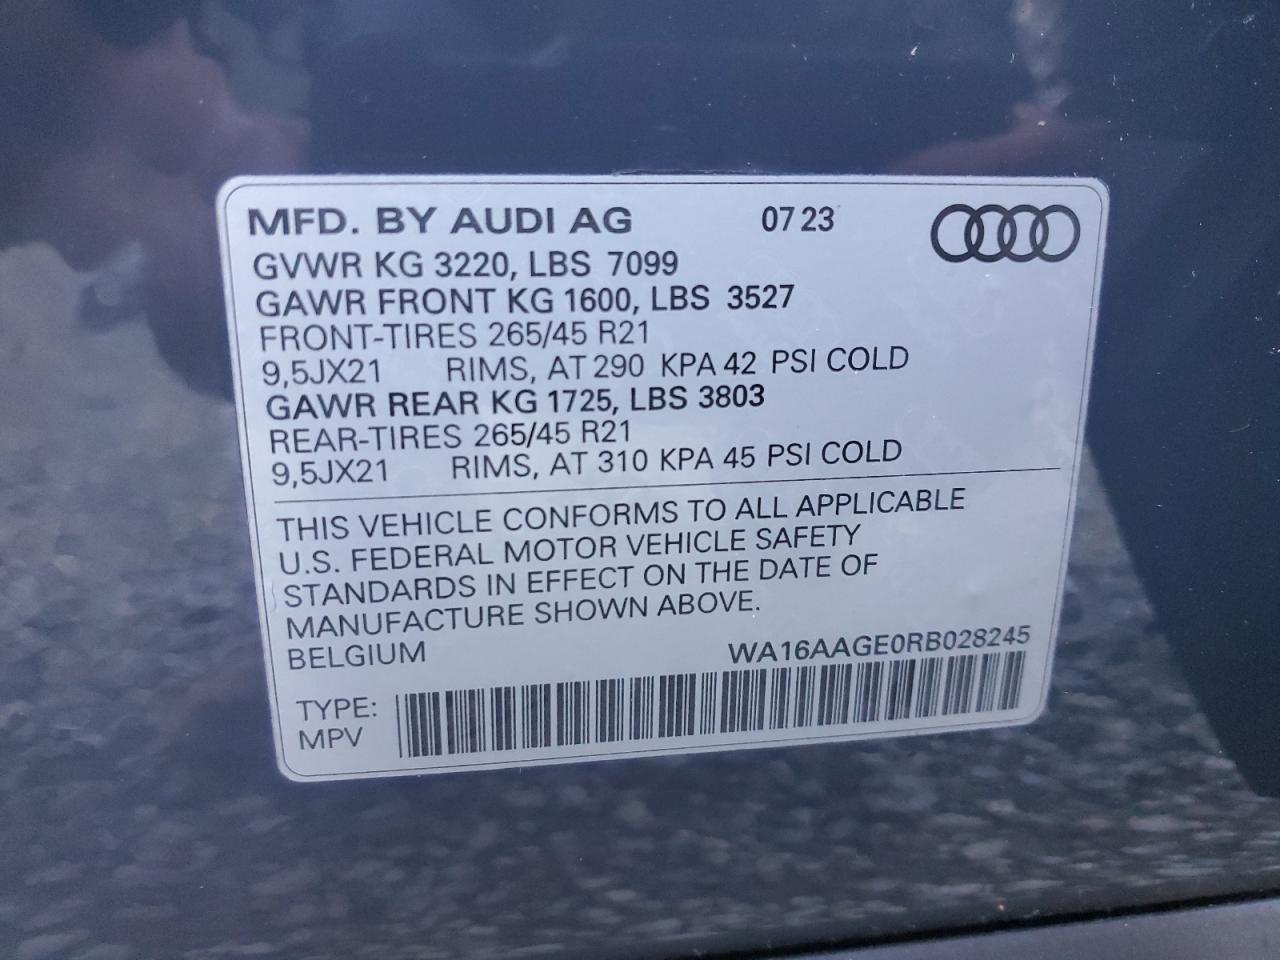 MFD. BY AUDI AG 07 23
GVWR KG 3220, LBS 7099
GAWR FRONT KG 1600, LBS 3527
FRONT-TIRES 265/45 R21
9,5JX21 RIMS, AT 290 KPA 42 PSI COLD
GAWR REAR KG 1725, LBS 3803
REAR-TIRES 265/45 R21
9,5JX21 RIMS, AT 310 KPA 45 PSI COLD
THIS VEHICLE CONFORMS TO ALL APPLICABLE
U.S. FEDERAL MOTOR VEHICLE SAFETY
STANDARDS IN EFFECT ON THE DATE OF
MANUFACTURE SHOWN ABOVE.
BELGIUM WA16AAGE0RB028245
TYPE:
MPV